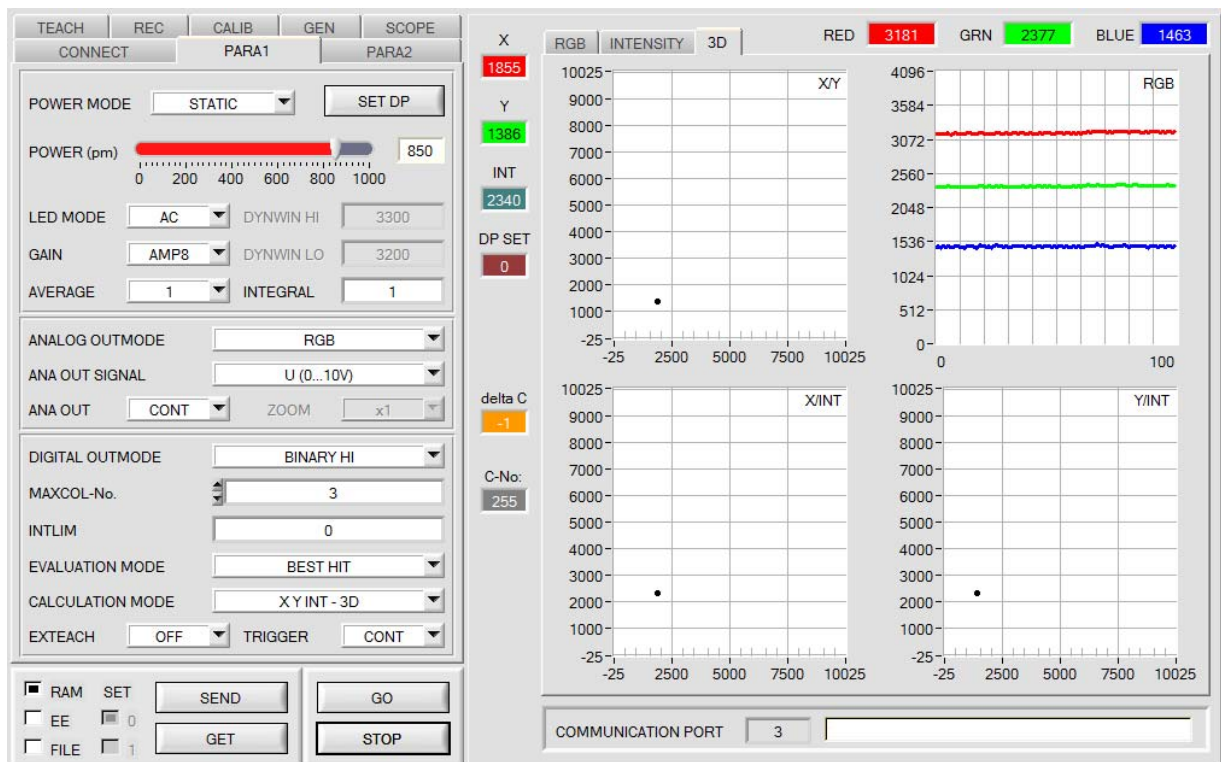 TEACH REC CALIB GEN SCOPE
CONNECT PARA1 PARA2
POWER MODE STATIC SET DP
POWER (pm) 850
0 200 400 600 800 1000
LED MODE AC DYNWIN HI 3300
GAIN AMP8 DYNWIN LO 3200
AVERAGE 1 INTEGRAL 1
ANALOG OUTMODE RGB
ANA OUT SIGNAL U (0...10V)
ANA OUT CONT ZOOM x1
DIGITAL OUTMODE BINARY HI
MAXCOL-No. 3
INTLIM 0
EVALUATION MODE BEST HIT
CALCULATION MODE X Y INT - 3D
EXTEACH OFF TRIGGER CONT
RAM SET SEND GO
EE 0
FILE 1 GET STOP
X
1855
Y
1386
INT
2340
DP SET
0
delta C
-1
C-No:
255
RGB INTENSITY 3D RED 3181 GRN 2377 BLUE 1463
X/Y
10025
9000
8000
7000
6000
5000
4000
3000
2000
1000
-25
-25 2500 5000 7500 10025
RGB
4096
3584
3072
2560
2048
1536
1024
512
0
0 100
X/INT
10025
9000
8000
7000
6000
5000
4000
3000
2000
1000
-25
-25 2500 5000 7500 10025
Y/INT
10025
9000
8000
7000
6000
5000
4000
3000
2000
1000
-25
-25 2500 5000 7500 10025
COMMUNICATION PORT 3